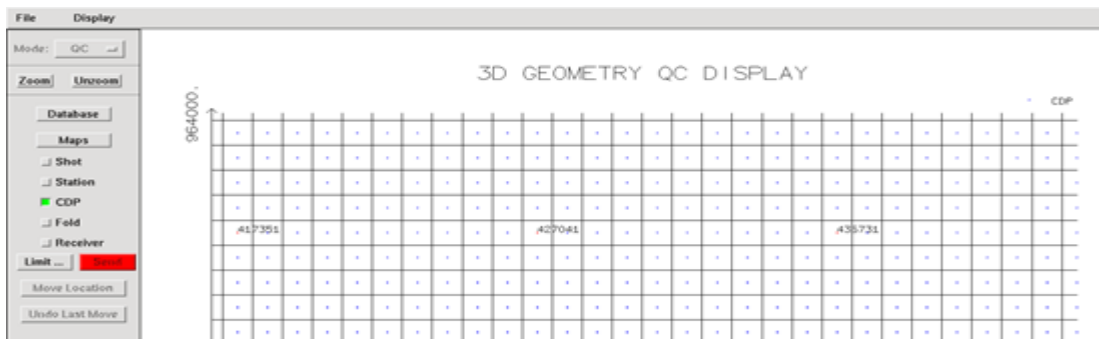 File Display
Mode: QC
Zoom Unzoom
Database
Maps
Shot
Station
CDP
Fold
Receiver
Limit ... Send
Move Location
Undo Last Move
3D GEOMETRY QC DISPLAY
CDP
964000.
417351 427041 436731